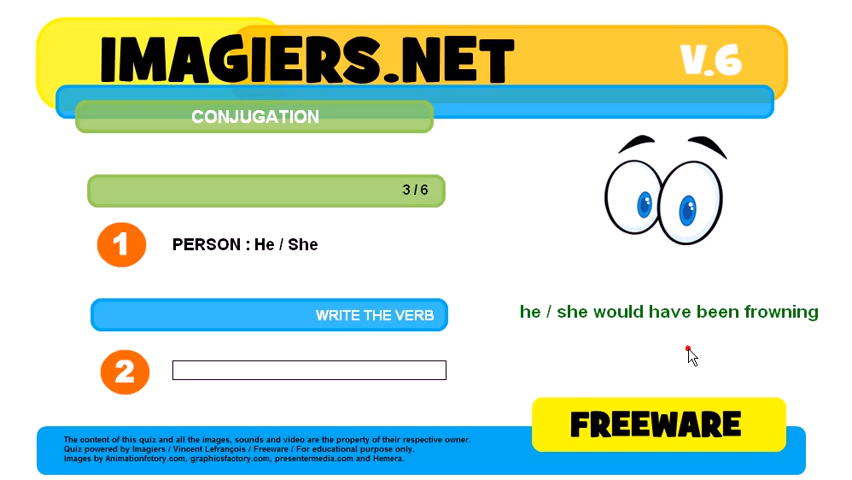 IMAGIERS.NET
V.6
CONJUGATION
3 / 6
1
PERSON : He / She
WRITE THE VERB
he / she would have been frowning
2
FREEWARE
The content of this quiz and all the images, sounds and video are the property of their respective owner.
Quiz powered by Imagiers / Vincent Lefrançois / Freeware / For educational purpose only.
Images by Animationfctory.com, graphicsfactory.com, presentermedia.com and Hemera.